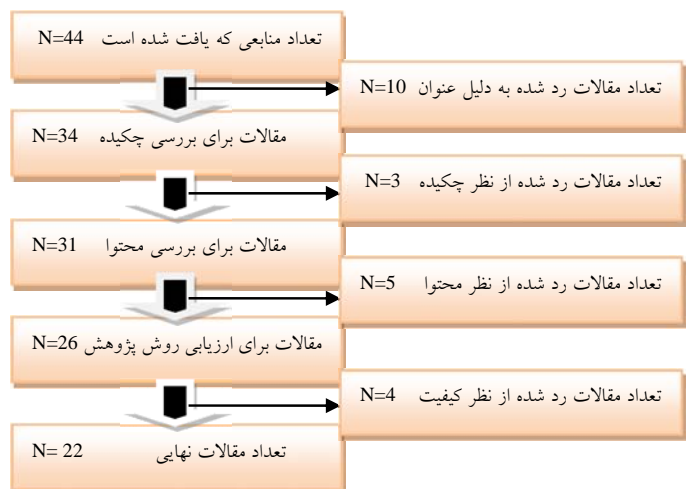 تعداد منابعی که یافت شده است N=44
تعداد مقالات رد شده به دلیل عنوان N=10
مقالات برای بررسی چکیده N=34
تعداد مقالات رد شده از نظر چکیده N=3
مقالات برای بررسی محتوا N=31
تعداد مقالات رد شده از نظر محتوا N=5
مقالات برای ارزیابی روش پژوهش N=26
تعداد مقالات رد شده از نظر کیفیت N=4
تعداد مقالات نهایی N= 22